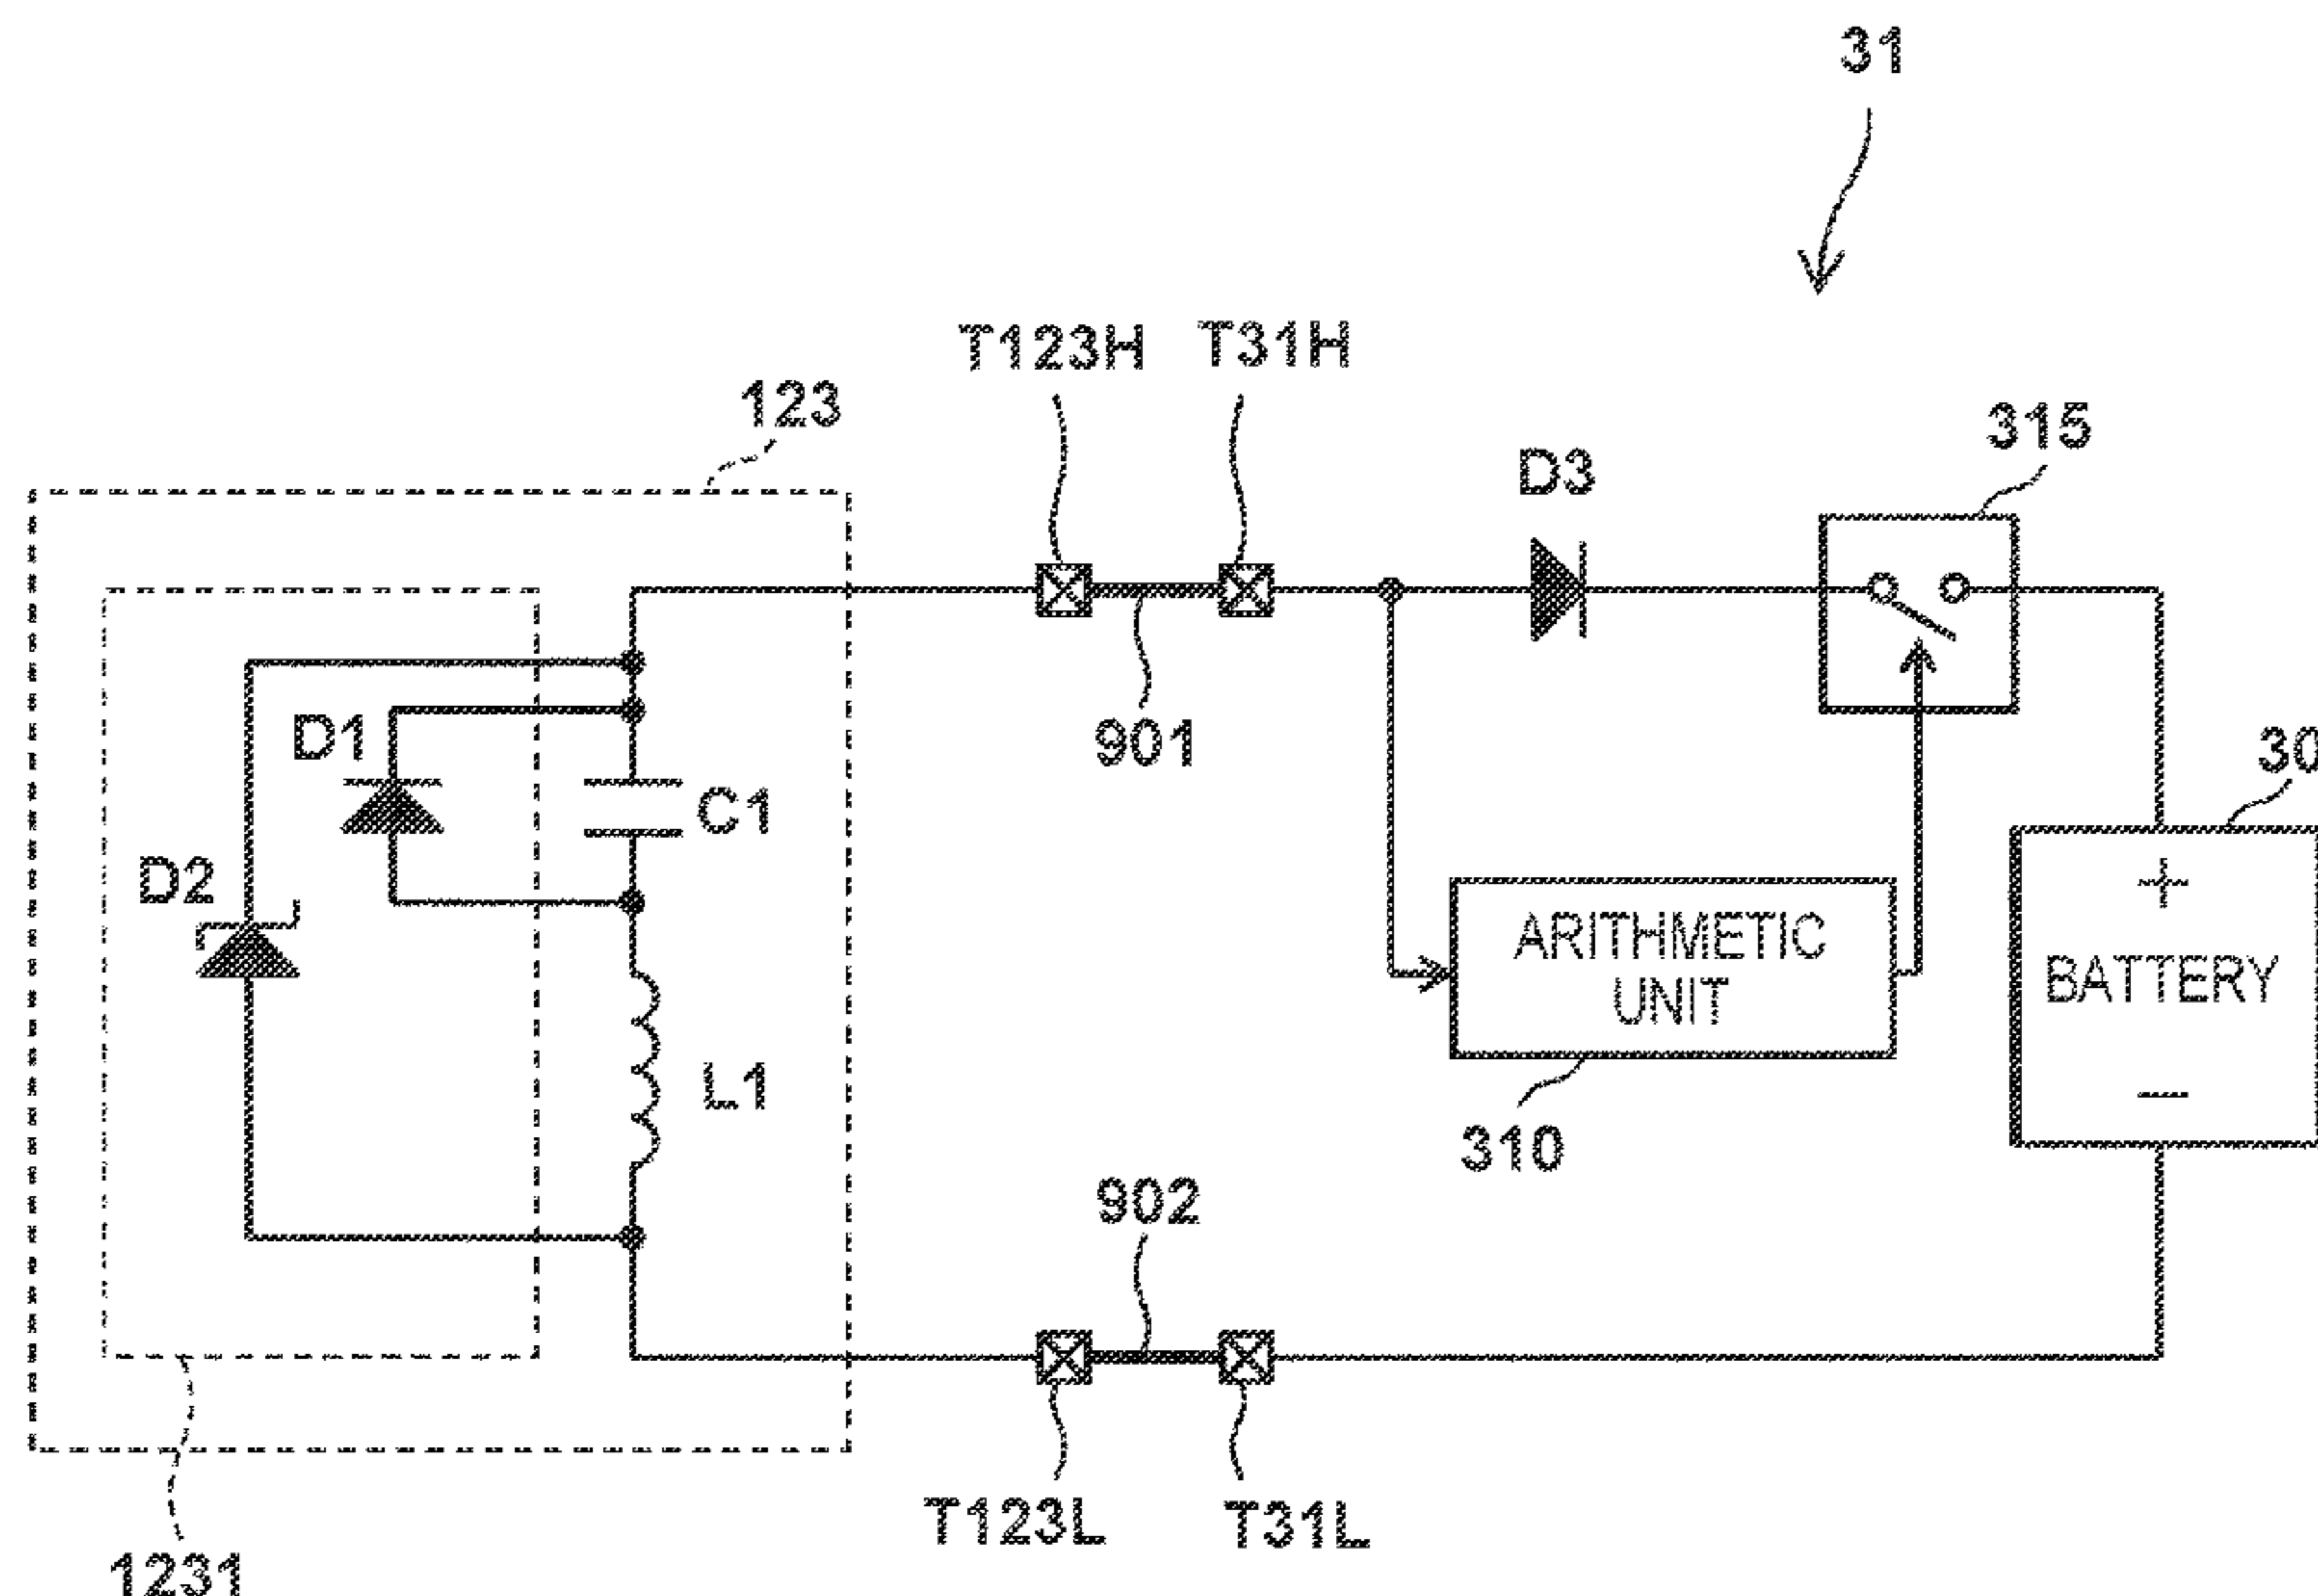 31
T123H T31H
123
315
D3
D1
901
30
C1
D2
ARITHMETIC
UNIT
+
BATTERY
L1
−
310
902
T123L T31L
1231